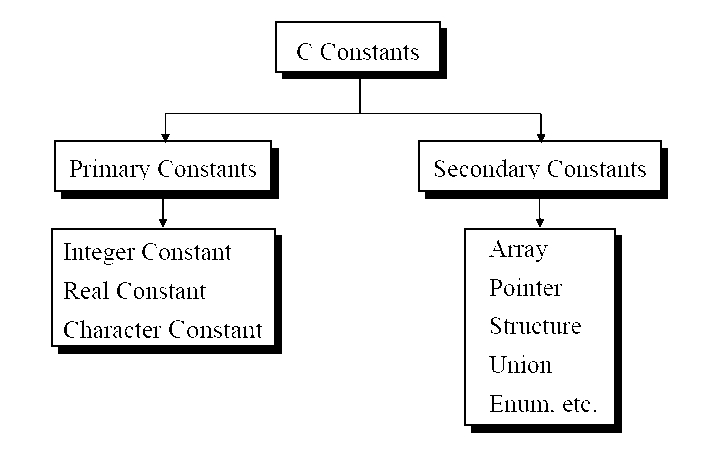 C Constants
Primary Constants
Secondary Constants
Integer Constant
Real Constant
Character Constant
Array
Pointer
Structure
Union
Enum, etc.